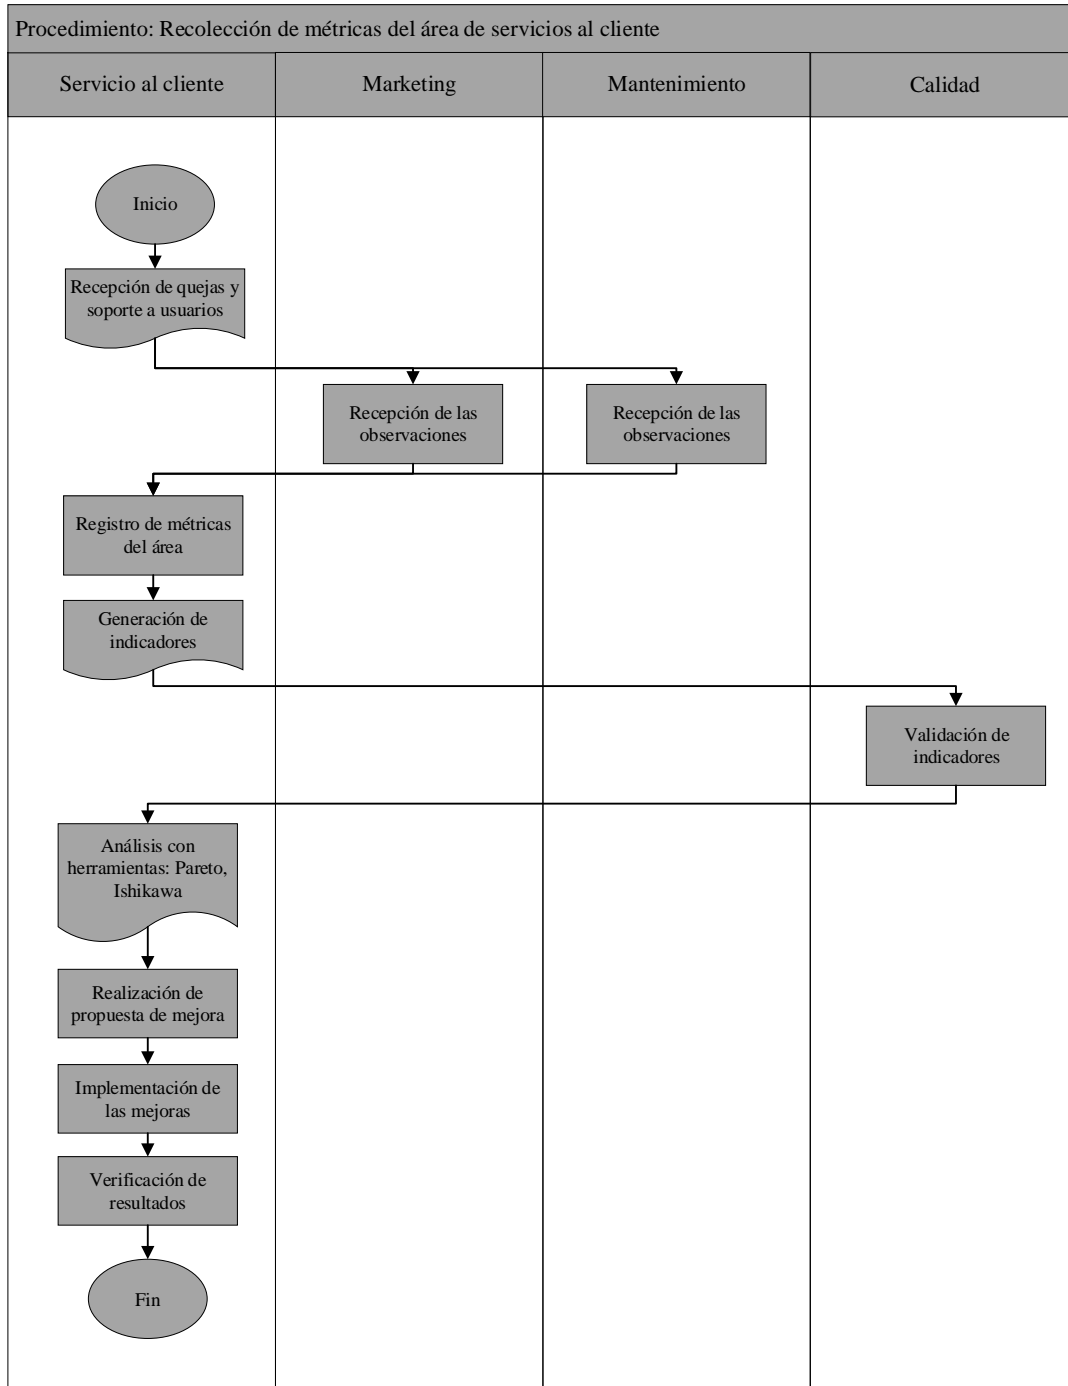 Procedimiento: Recolección de métricas del área de servicios al cliente
Servicio al cliente
Marketing
Mantenimiento
Calidad
Inicio
Recepción de quejas y
soporte a usuarios
Recepción de las
observaciones
Recepción de las
observaciones
Registro de métricas
del área
Generación de
indicadores
Validación de
indicadores
Análisis con
herramientas: Pareto,
Ishikawa
Realización de
propuesta de mejora
Implementación de
las mejoras
Verificación de
resultados
Fin